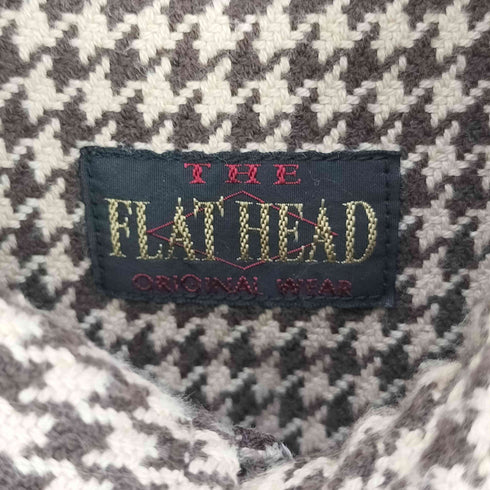 THE
FLAT HEAD
ORIGINAL WEAR